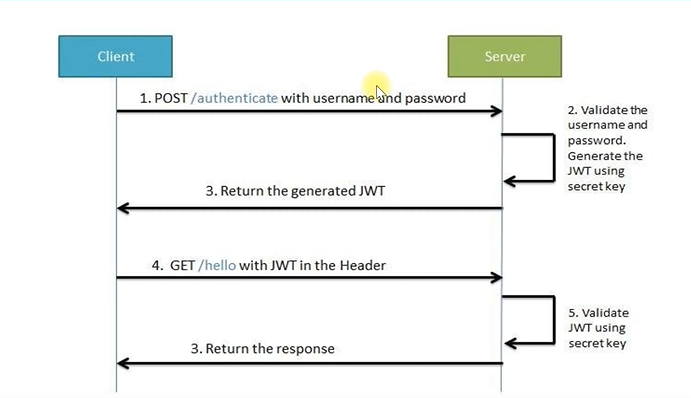 Client
Server
1. POST /authenticate with username and password
2. Validate the
username and
password.
Generate the
JWT using
secret key
3. Return the generated JWT
4. GET /hello with JWT in the Header
5. Validate
JWT using
secret key
3. Return the response